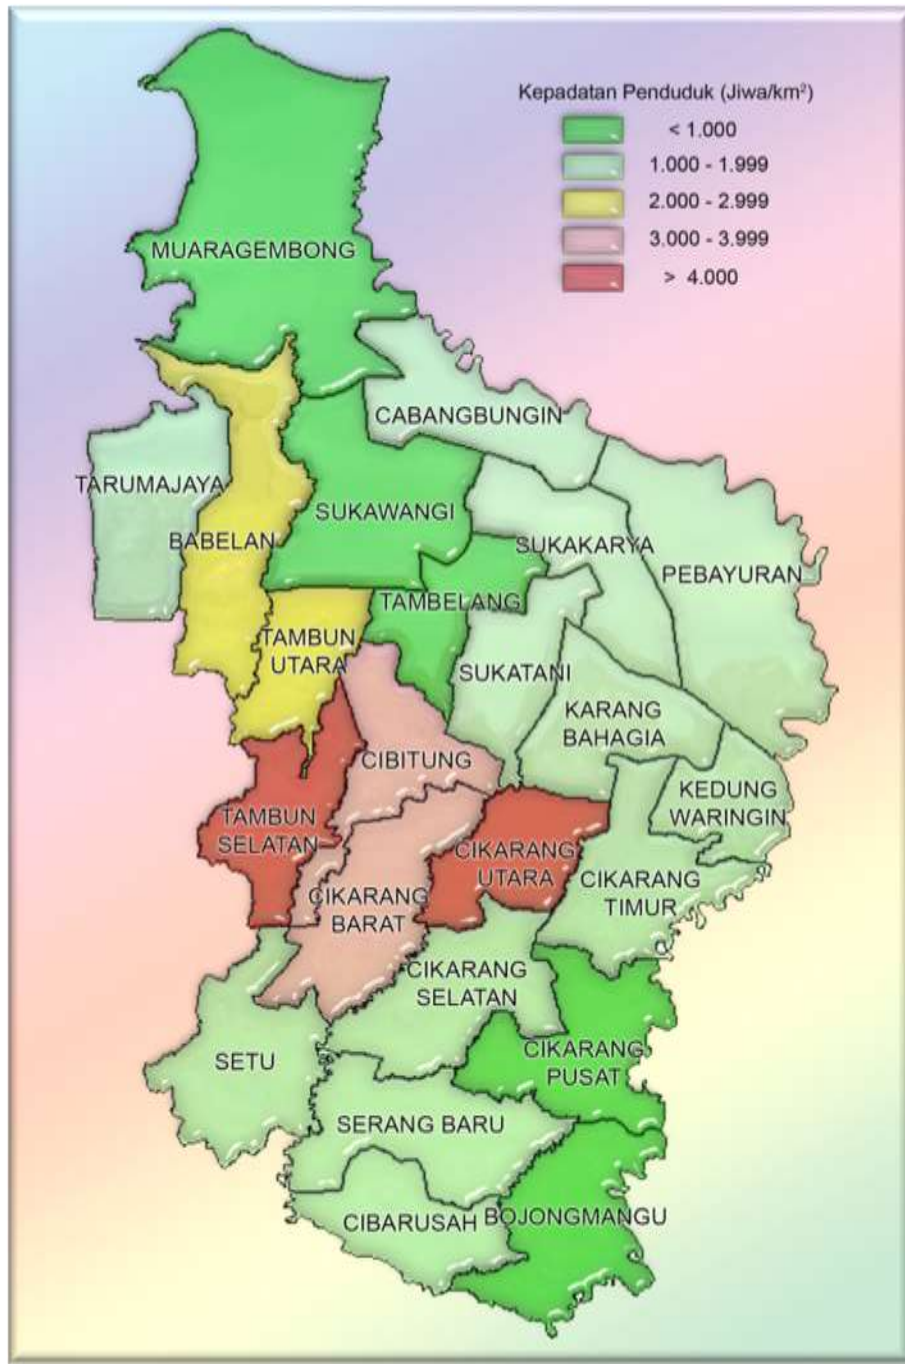 Kepadatan Penduduk (Jiwa/km²)
< 1.000
1.000 - 1.999
2.000 - 2.999
3.000 - 3.999
> 4.000
MUARAGEMBONG
CABANGBUNGIN
TARUMAJAYA
SUKAWANGI
BABELAN
SUKAKARYA
PEBAYURAN
TAMBELANG
TAMBUN
UTARA
SUKATANI
KARANG
BAHAGIA
CIBITUNG
KEDUNG
WARINGIN
TAMBUN
SELATAN
CIKARANG
UTARA
CIKARANG
TIMUR
CIKARANG
BARAT
CIKARANG
SELATAN
CIKARANG
PUSAT
SETU
SERANG BARU
CIBARUSAH
BOJONGMANGU